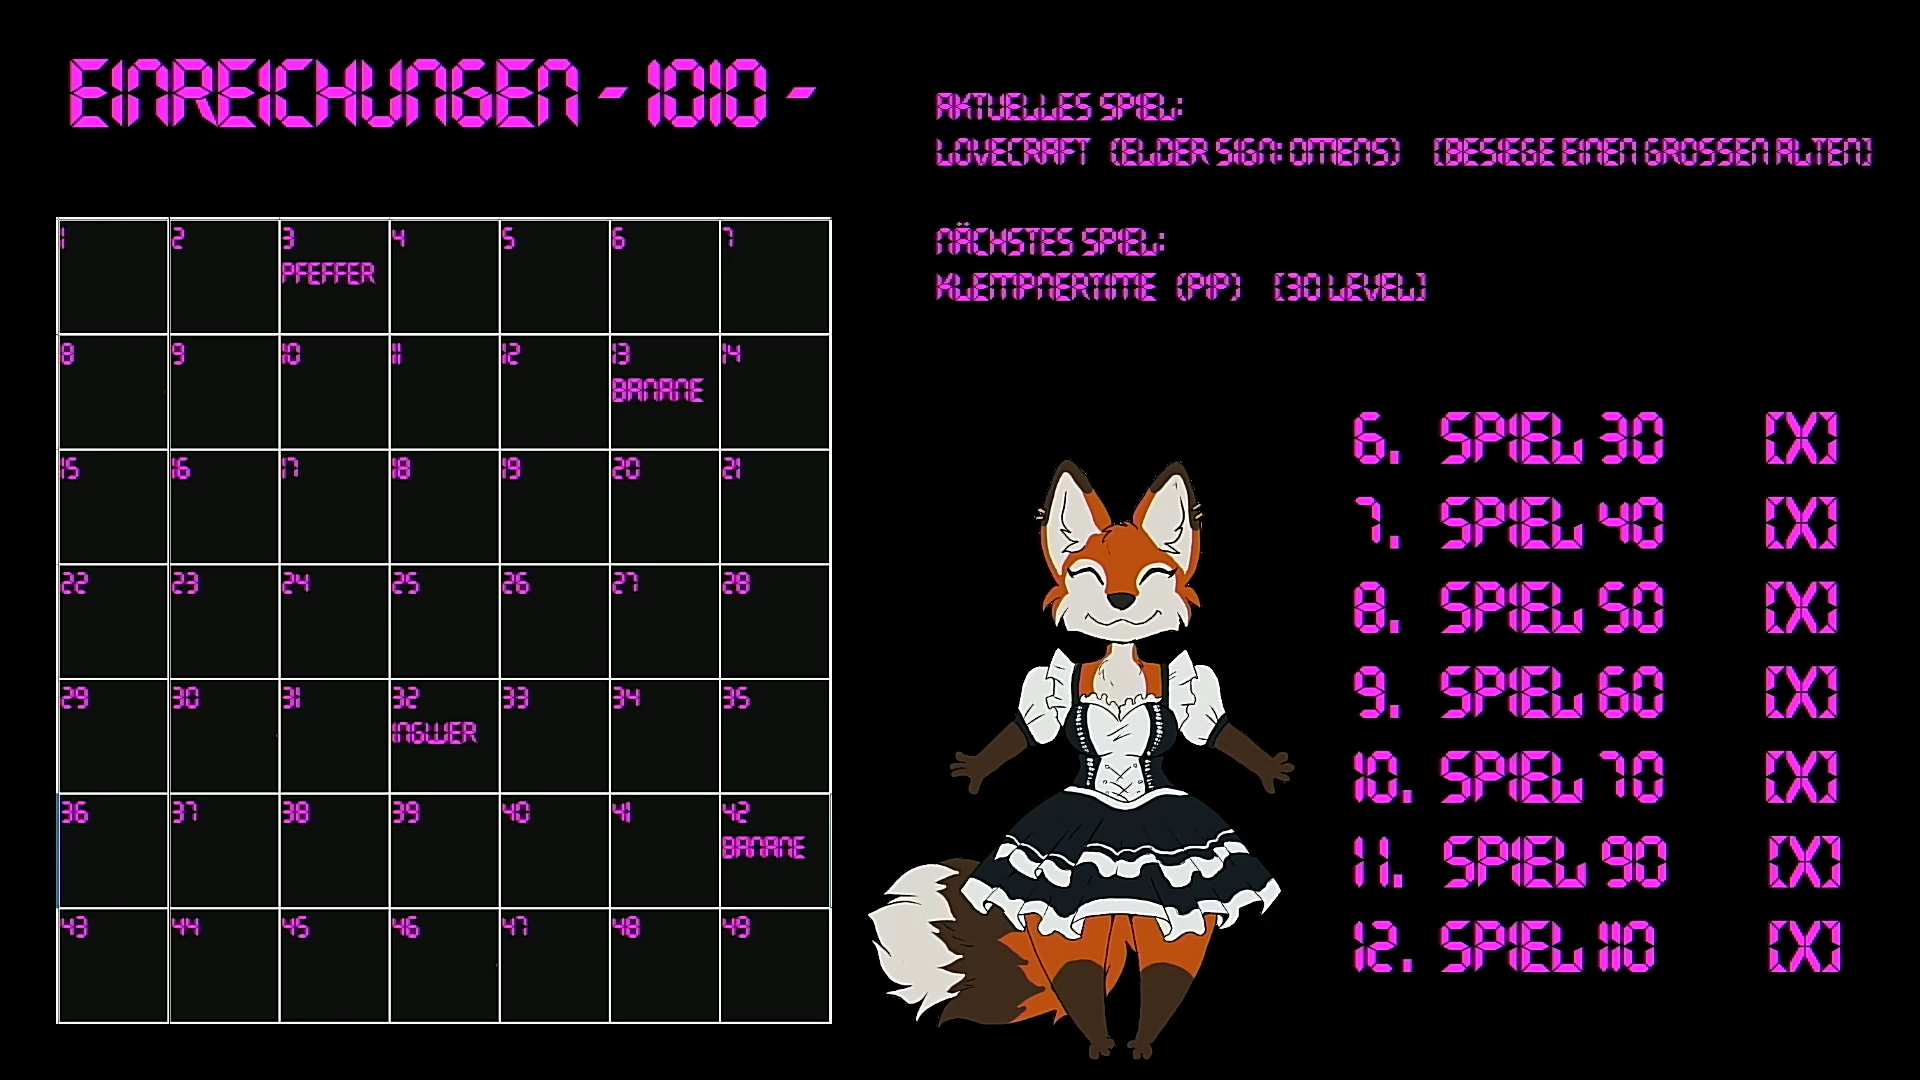 EINREICHUNGEN - 1010 -
AKTUELLES SPIEL:
LOVECRAFT (ELDER SIGN: OMENS) [BESIEGE EINEN GROSSEN ALTEN]
NÄCHSTES SPIEL:
KLEMPNERTIME (PIP) [30 LEVEL]
1 2 3 4 5 6 7
PFEFFER
8 9 10 11 12 13 14
BANANE
15 16 17 18 19 20 21
22 23 24 25 26 27 28
29 30 31 32 33 34 35
INGWER
36 37 38 39 40 41 42
BANANE
43 44 45 46 47 48 49
6. SPIEL 30 [X]
7. SPIEL 40 [X]
8. SPIEL 50 [X]
9. SPIEL 60 [X]
10. SPIEL 70 [X]
11. SPIEL 90 [X]
12. SPIEL 110 [X]